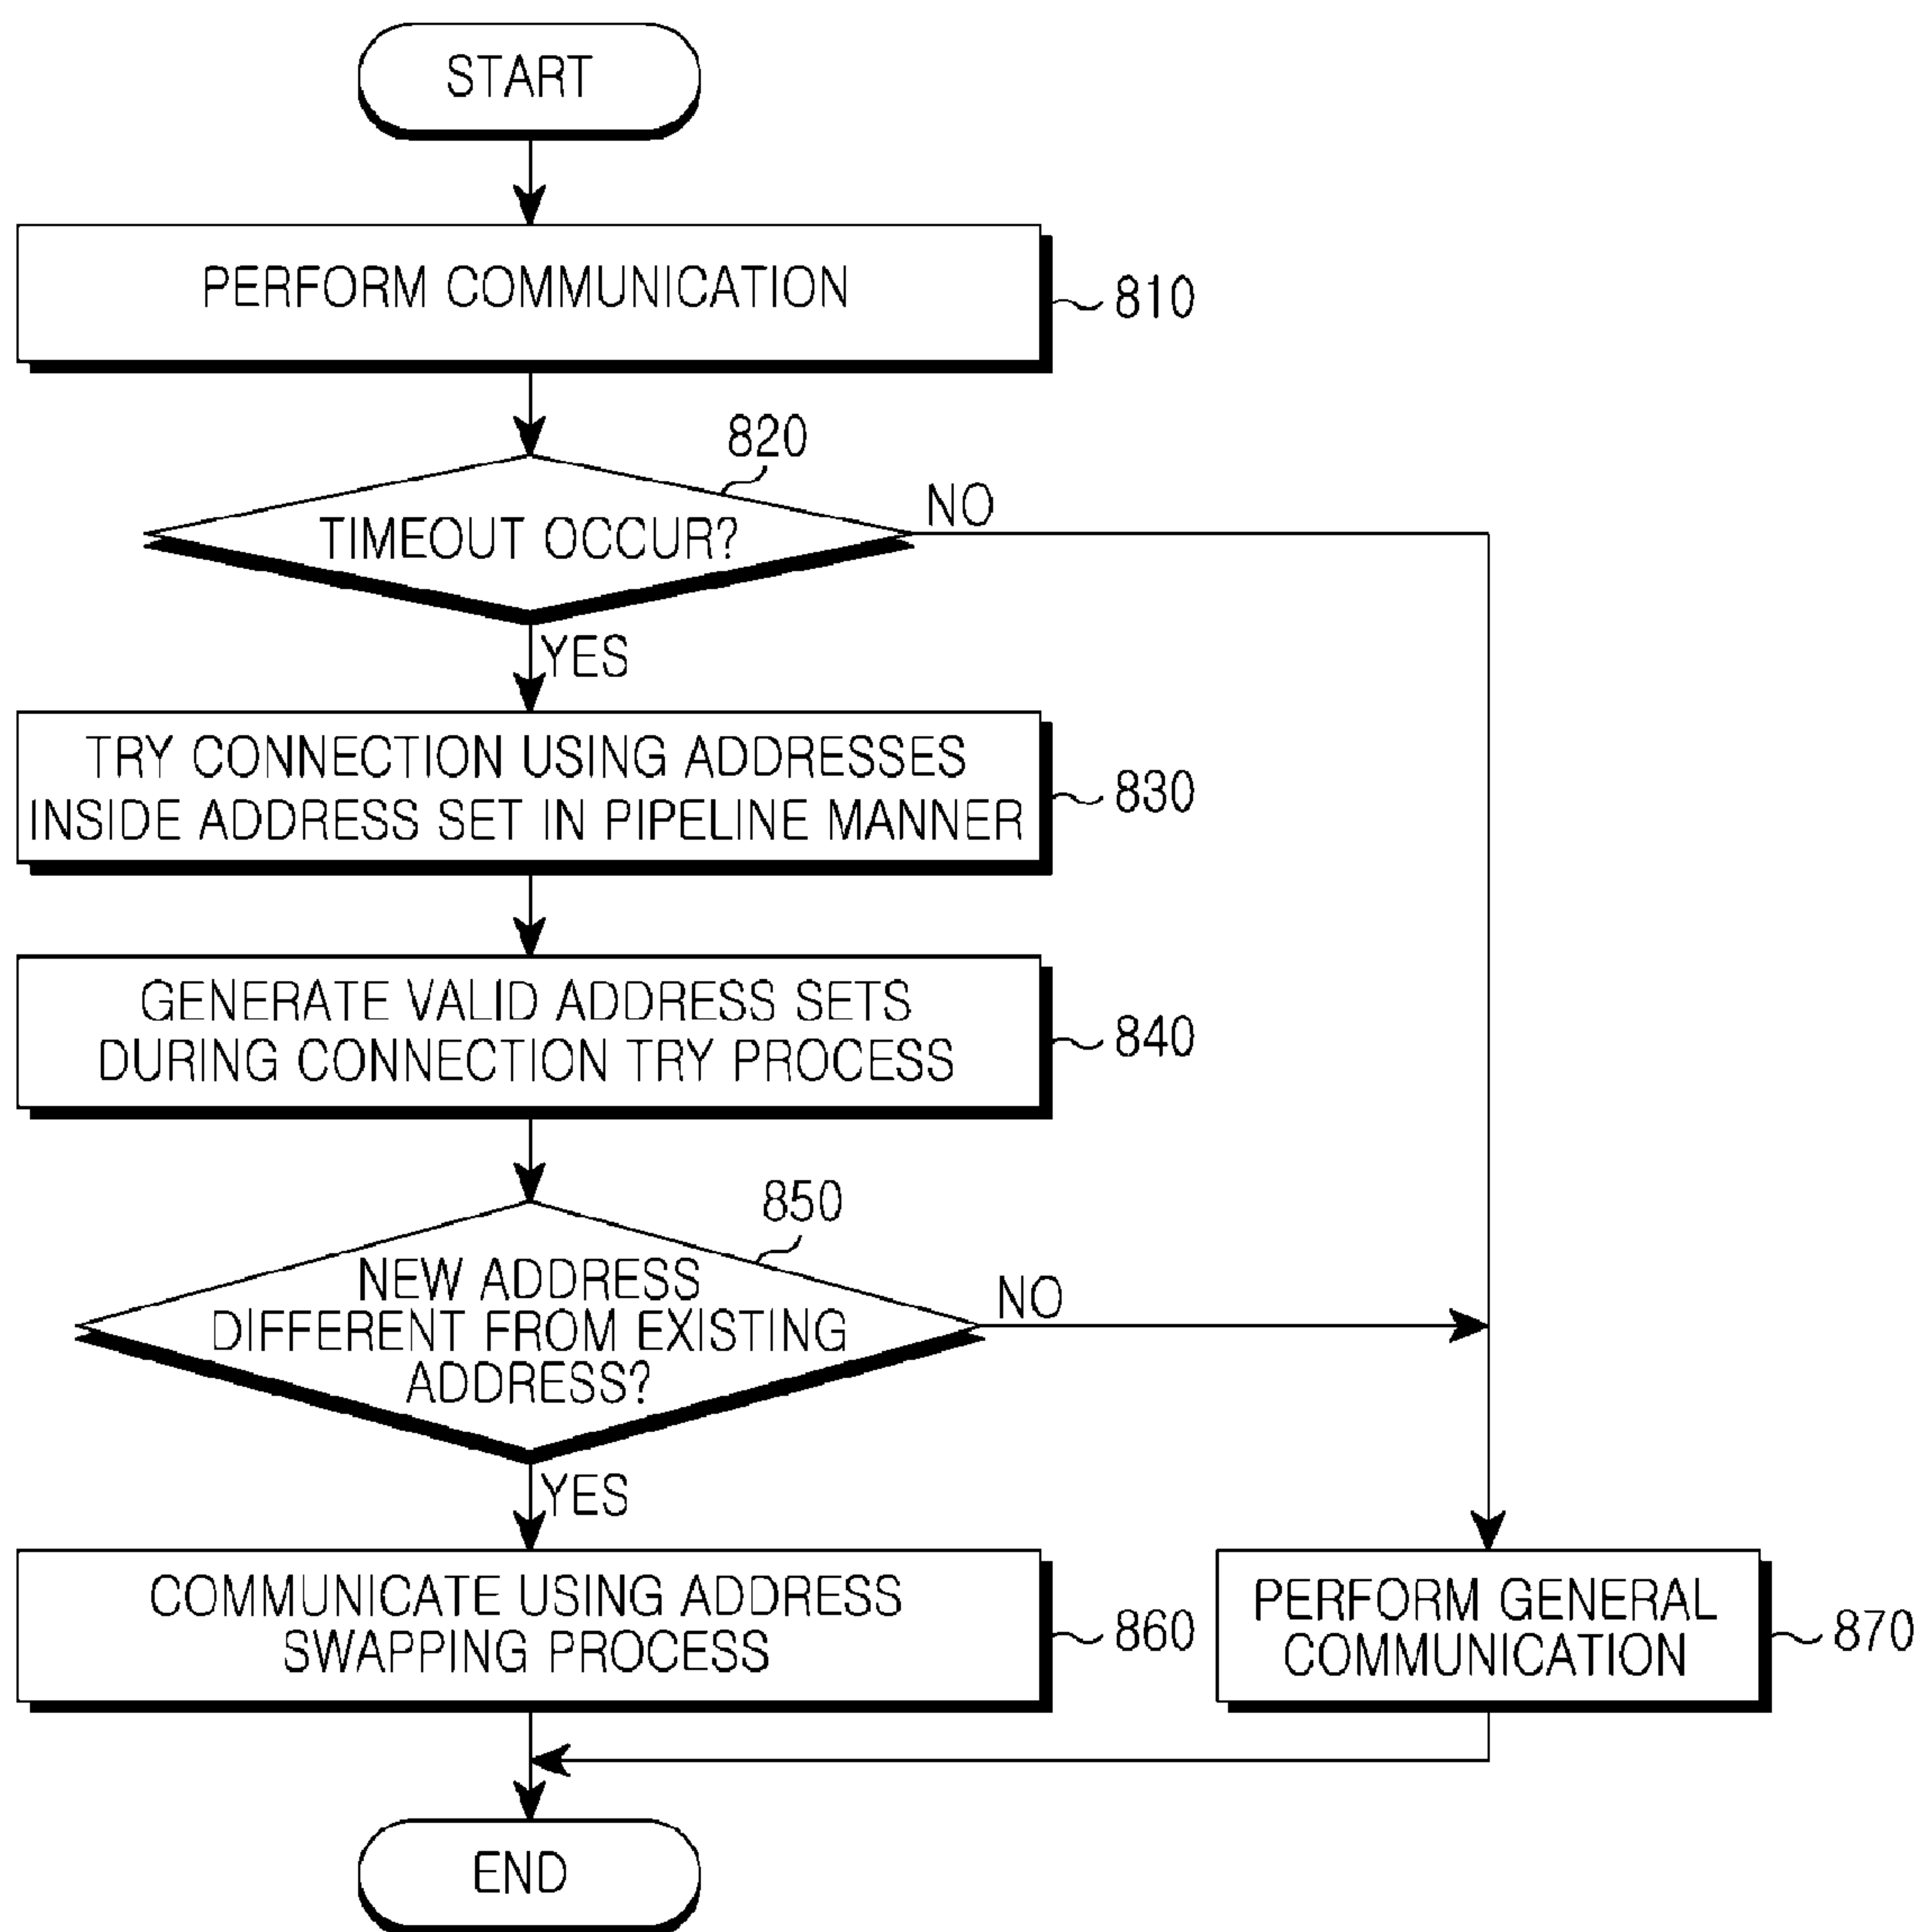 START
PERFORM COMMUNICATION
810
820
TIMEOUT OCCUR?
NO
YES
TRY CONNECTION USING ADDRESSES
INSIDE ADDRESS SET IN PIPELINE MANNER
830
GENERATE VALID ADDRESS SETS
DURING CONNECTION TRY PROCESS
840
850
NEW ADDRESS
DIFFERENT FROM EXISTING
ADDRESS?
NO
YES
COMMUNICATE USING ADDRESS
SWAPPING PROCESS
860
PERFORM GENERAL
COMMUNICATION
870
END